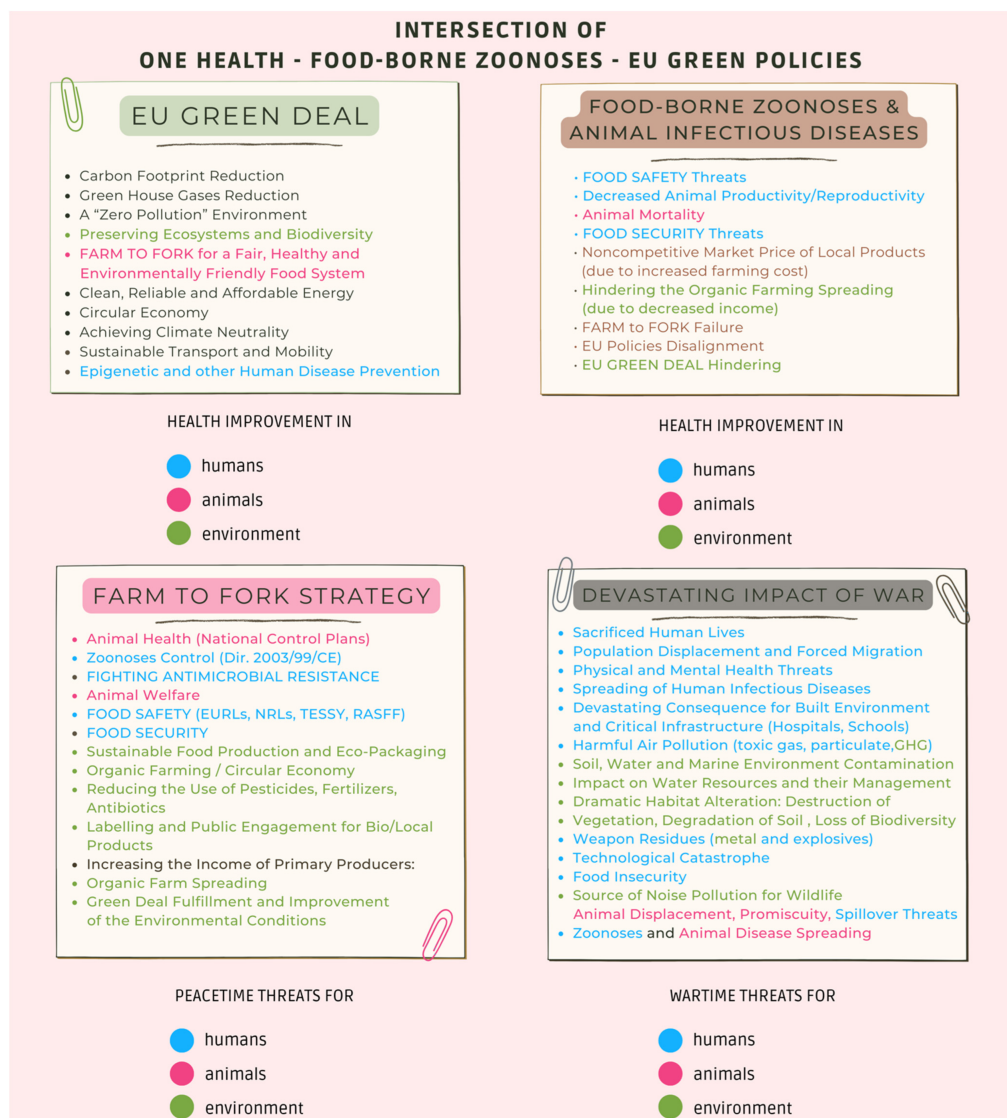 INTERSECTION OF
ONE HEALTH - FOOD-BORNE ZOONOSES - EU GREEN POLICIES
EU GREEN DEAL
• Carbon Footprint Reduction
• Green House Gases Reduction
• A “Zero Pollution” Environment
• Preserving Ecosystems and Biodiversity
• FARM TO FORK for a Fair, Healthy and
Environmentally Friendly Food System
• Clean, Reliable and Affordable Energy
• Circular Economy
• Achieving Climate Neutrality
• Sustainable Transport and Mobility
• Epigenetic and other Human Disease Prevention
HEALTH IMPROVEMENT IN
humans
animals
environment
FOOD-BORNE ZOONOSES &
ANIMAL INFECTIOUS DISEASES
· FOOD SAFETY Threats
· Decreased Animal Productivity/Reproductivity
· Animal Mortality
· FOOD SECURITY Threats
· Noncompetitive Market Price of Local Products
(due to increased farming cost)
· Hindering the Organic Farming Spreading
(due to decreased income)
· FARM to FORK Failure
· EU Policies Disalignment
· EU GREEN DEAL Hindering
HEALTH IMPROVEMENT IN
humans
animals
environment
FARM TO FORK STRATEGY
• Animal Health (National Control Plans)
• Zoonoses Control (Dir. 2003/99/CE)
• FIGHTING ANTIMICROBIAL RESISTANCE
• Animal Welfare
• FOOD SAFETY (EURLs, NRLs, TESSY, RASFF)
• FOOD SECURITY
• Sustainable Food Production and Eco-Packaging
• Organic Farming / Circular Economy
• Reducing the Use of Pesticides, Fertilizers,
Antibiotics
• Labelling and Public Engagement for Bio/Local
Products
• Increasing the Income of Primary Producers:
• Organic Farm Spreading
• Green Deal Fulfillment and Improvement
of the Environmental Conditions
PEACETIME THREATS FOR
humans
animals
environment
DEVASTATING IMPACT OF WAR
• Sacrificed Human Lives
• Population Displacement and Forced Migration
• Physical and Mental Health Threats
• Spreading of Human Infectious Diseases
• Devastating Consequence for Built Environment
and Critical Infrastructure (Hospitals, Schools)
• Harmful Air Pollution (toxic gas, particulate,GHG)
• Soil, Water and Marine Environment Contamination
• Impact on Water Resources and their Management
• Dramatic Habitat Alteration: Destruction of
• Vegetation, Degradation of Soil , Loss of Biodiversity
• Weapon Residues (metal and explosives)
• Technological Catastrophe
• Food Insecurity
• Source of Noise Pollution for Wildlife
Animal Displacement, Promiscuity, Spillover Threats
• Zoonoses and Animal Disease Spreading
WARTIME THREATS FOR
humans
animals
environment